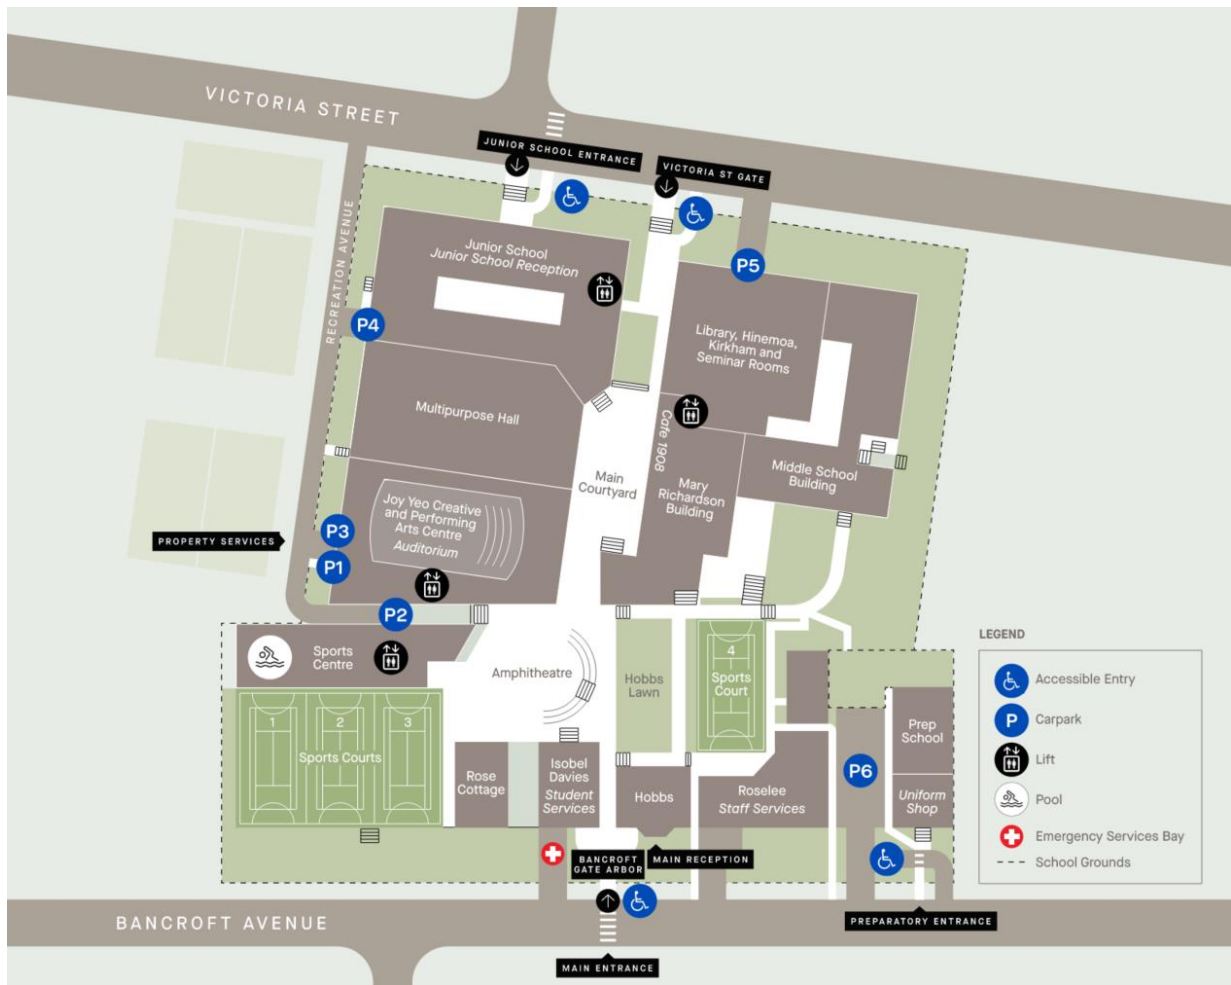 VICTORIA STREET
JUNIOR SCHOOL ENTRANCE
VICTORIA ST GATE
RECREATION AVENUE
Junior School
Junior School Reception
P5
P4
Library, Hinemoa,
Kirkham and
Seminar Rooms
Multipurpose Hall
Cafe 1908
Main
Courtyard
Mary
Richardson
Building
Middle School
Building
Joy Yeo Creative
and Performing
Arts Centre
Auditorium
PROPERTY SERVICES
P3
P1
P2
Sports
Centre
Amphitheatre
Hobbs
Lawn
4
Sports
Court
1
2
3
Sports Courts
Rose
Cottage
Isobel
Davies
Student
Services
Hobbs
Roselee
Staff Services
P6
Prep
School
Uniform
Shop
BANCROFT
GATE ARBOR
MAIN RECEPTION
BANCROFT AVENUE
MAIN ENTRANCE
PREPARATORY ENTRANCE
LEGEND
Accessible Entry
P
Carpark
Lift
Pool
Emergency Services Bay
School Grounds